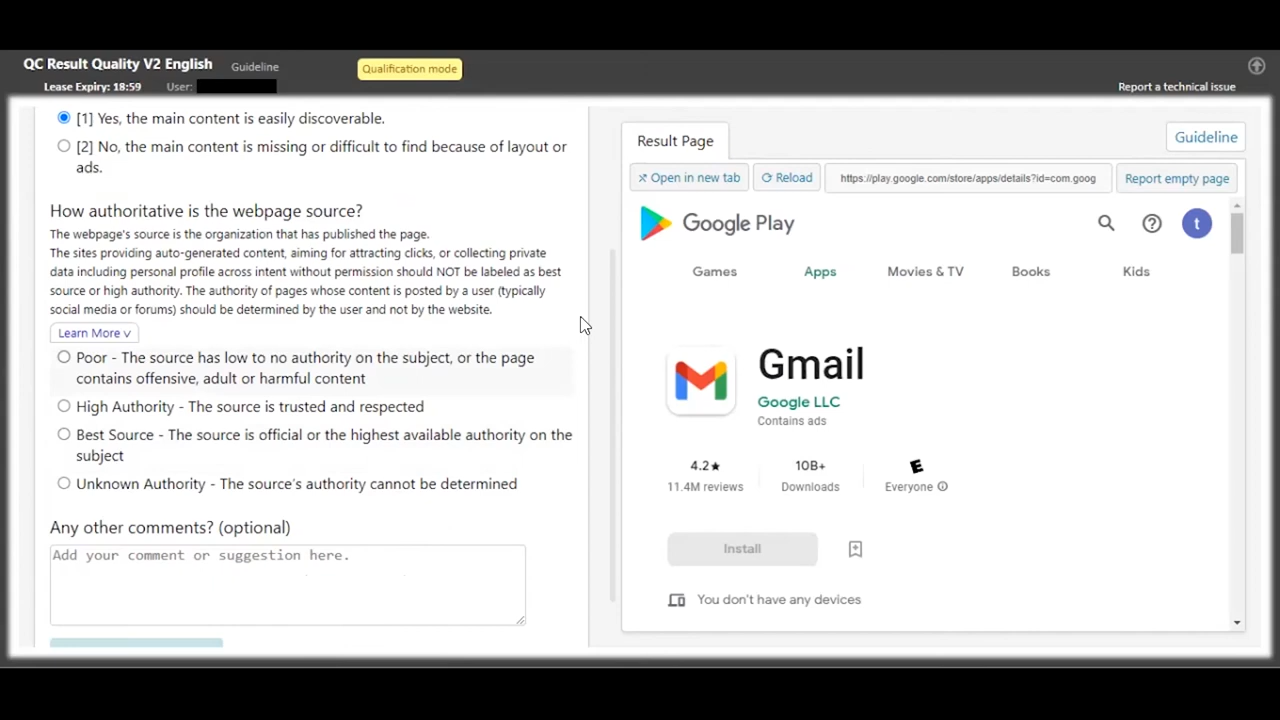 QC Result Quality V2 English
Guideline
Qualification mode
Lease Expiry: 18:59
User:
Report a technical issue
[1] Yes, the main content is easily discoverable.
[2] No, the main content is missing or difficult to find because of layout or
ads.
How authoritative is the webpage source?
The webpage's source is the organization that has published the page.
The sites providing auto-generated content, aiming for attracting clicks, or collecting private
data including personal profile across intent without permission should NOT be labeled as best
source or high authority. The authority of pages whose content is posted by a user (typically
social media or forums) should be determined by the user and not by the website.
Learn More
Poor - The source has low to no authority on the subject, or the page
contains offensive, adult or harmful content
High Authority - The source is trusted and respected
Best Source - The source is official or the highest available authority on the
subject
Unknown Authority - The source's authority cannot be determined
Any other comments? (optional)
Add your comment or suggestion here.
Result Page
Guideline
Open in new tab
Reload
https://play.google.com/store/apps/details?id=com.goog
Report empty page
Google Play
t
Games
Apps
Movies & TV
Books
Kids
Gmail
Google LLC
Contains ads
4.2★
10B+
E
11.4M reviews
Downloads
Everyone
Install
You don't have any devices